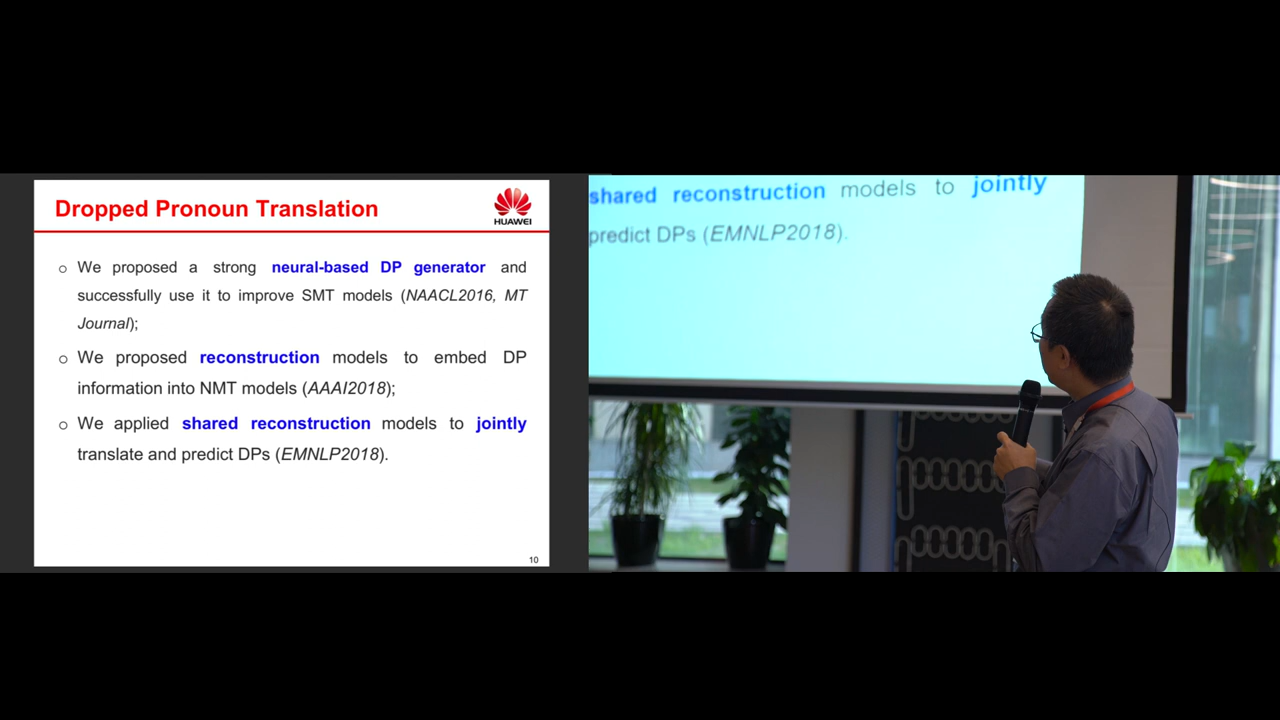 Dropped Pronoun Translation
HUAWEI
o We proposed a strong neural-based DP generator and
successfully use it to improve SMT models (NAACL2016, MT
Journal);
o We proposed reconstruction models to embed DP
information into NMT models (AAAI2018);
o We applied shared reconstruction models to jointly
translate and predict DPs (EMNLP2018).
10
shared reconstruction models to jointly
predict DPs (EMNLP2018).